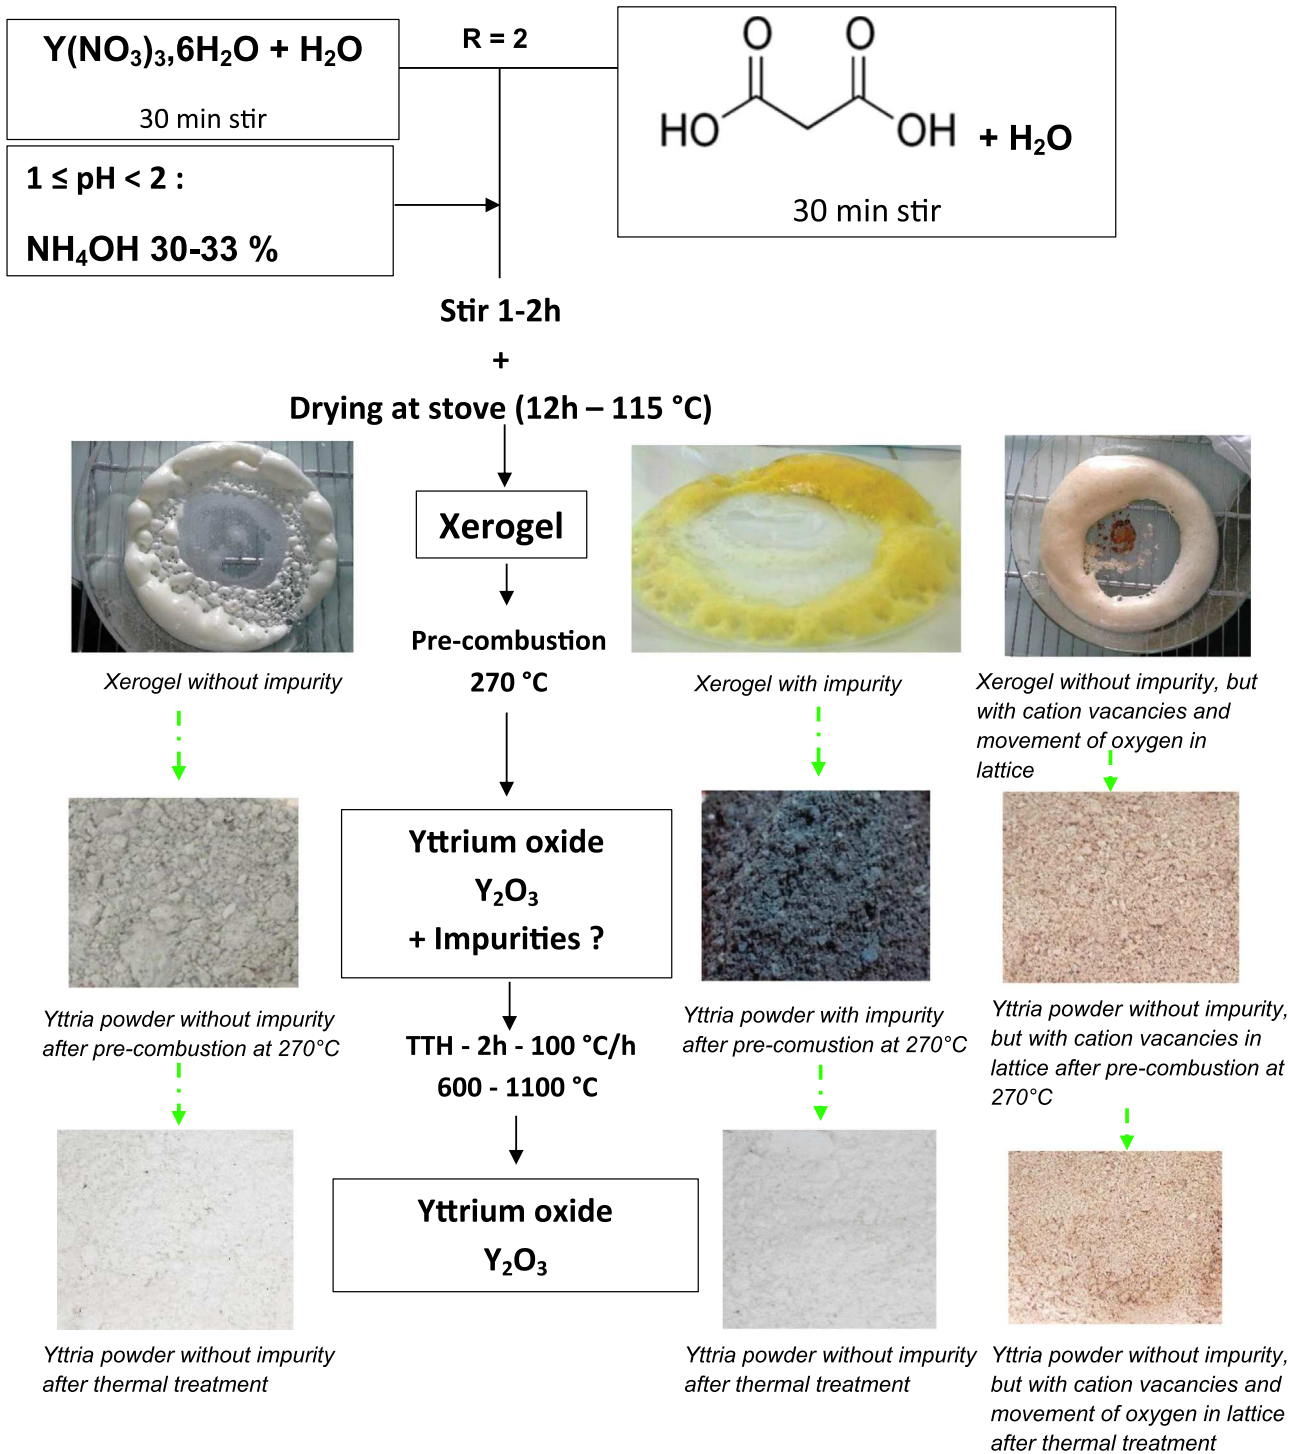 Y(NO₃)₃,6H₂O + H₂O
30 min stir
R = 2
O O
HO OH + H₂O
30 min stir
1 ≤ pH < 2 :
NH₄OH 30-33 %
Stir 1-2h
+
Drying at stove (12h – 115 °C)
Xerogel
Pre-combustion
270 °C
Xerogel without impurity
Xerogel with impurity
Xerogel without impurity, but
with cation vacancies and
movement of oxygen in
lattice
Yttrium oxide
Y₂O₃
+ Impurities ?
Yttria powder without impurity
after pre-combustion at 270°C
Yttria powder with impurity
after pre-comustion at 270°C
Yttria powder without impurity,
but with cation vacancies in
lattice after pre-combustion at
270°C
TTH - 2h - 100 °C/h
600 - 1100 °C
Yttrium oxide
Y₂O₃
Yttria powder without impurity
after thermal treatment
Yttria powder without impurity
after thermal treatment
Yttria powder without impurity,
but with cation vacancies and
movement of oxygen in lattice
after thermal treatment